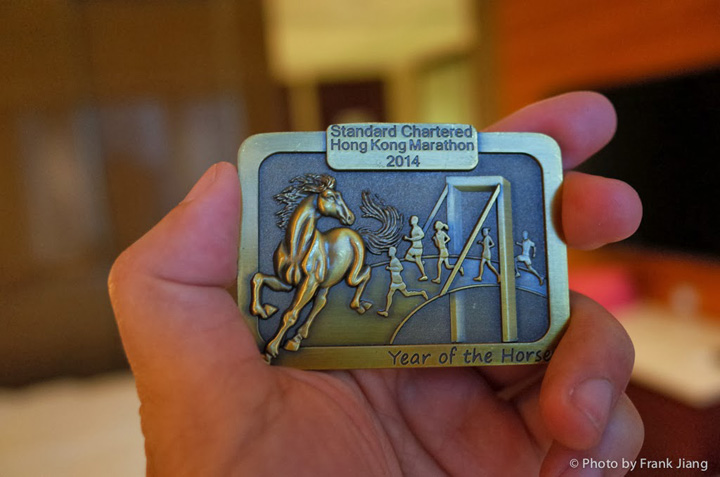 Standard Chartered
Hong Kong Marathon
2014
Year of the Horse
© Photo by Frank Jiang